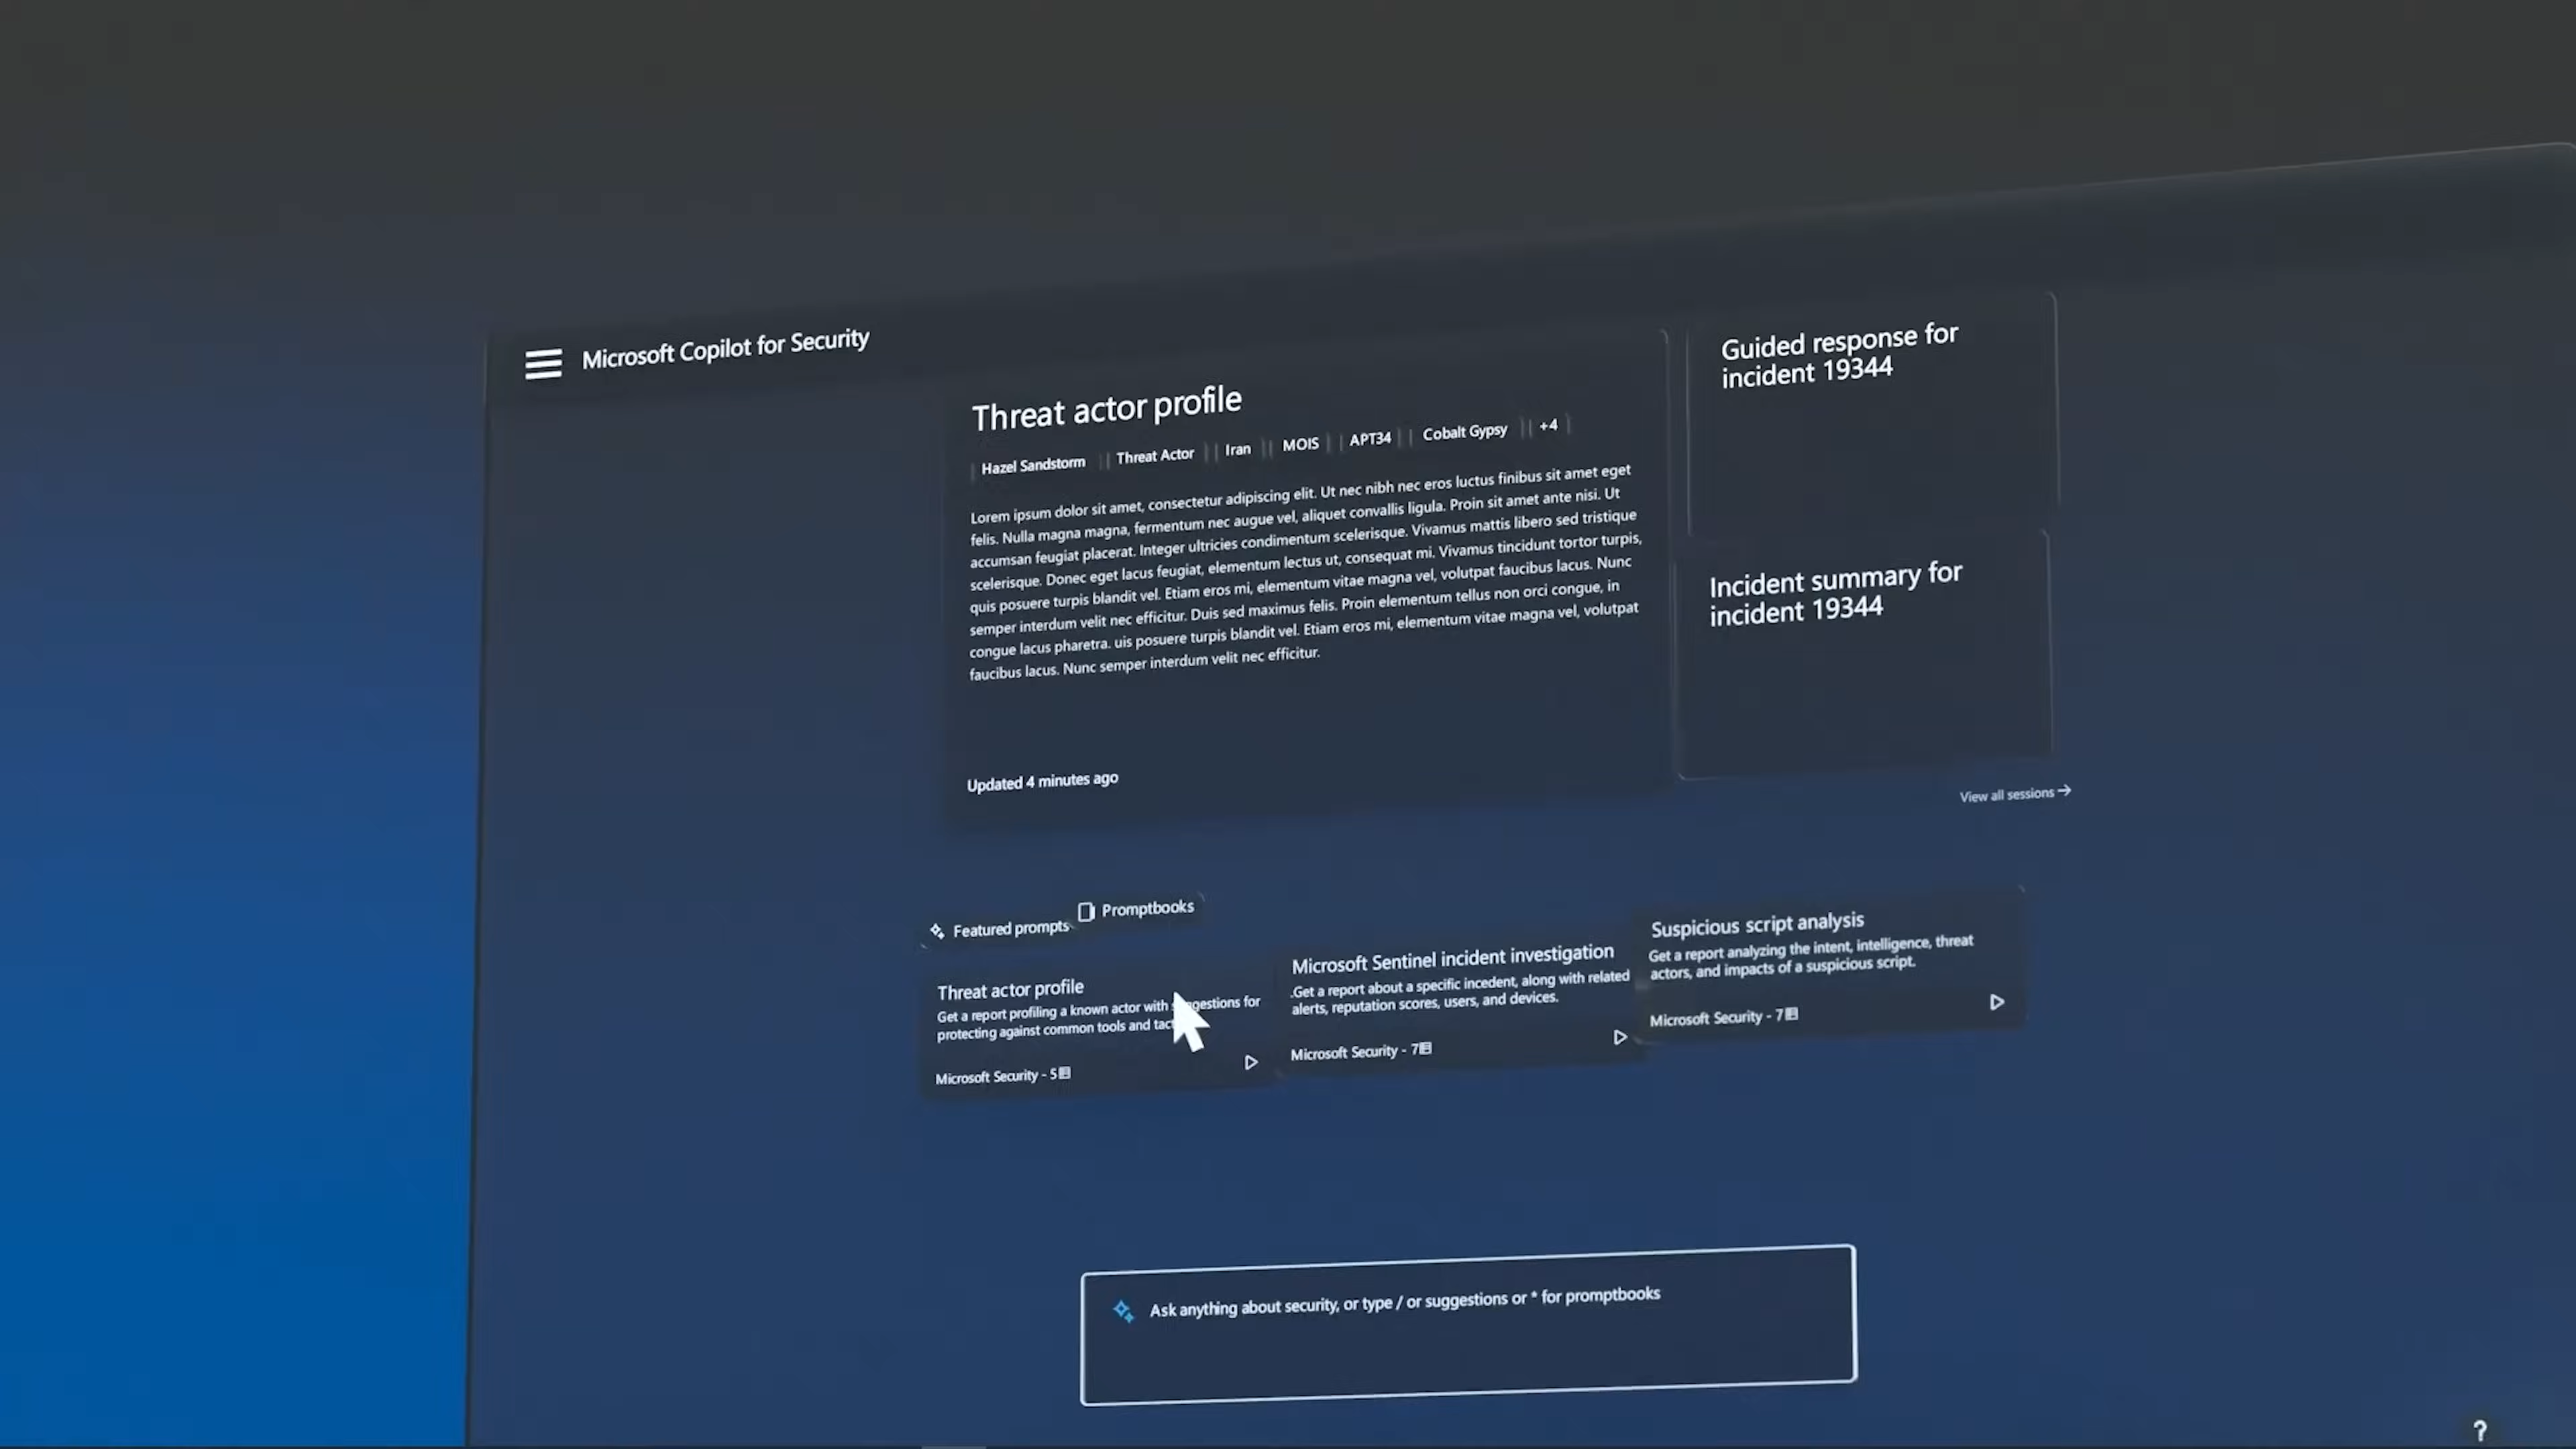 Microsoft Copilot for Security
Threat actor profile
Hazel Sandstorm
Threat Actor
Iran
MOIS
APT34
Cobalt Gypsy
+4
Lorem ipsum dolor sit amet, consectetur adipiscing elit. Ut nec nibh nec eros luctus finibus sit amet eget
felis. Nulla magna magna, fermentum nec augue vel, aliquet convallis ligula. Proin sit amet ante nisi. Ut
accumsan feugiat placerat. Integer ultricies condimentum scelerisque. Vivamus mattis libero sed tristique
scelerisque. Donec eget lacus feugiat, elementum lectus ut, consequat mi. Vivamus tincidunt tortor turpis,
quis posuere turpis blandit vel. Etiam eros mi, elementum vitae magna vel, volutpat faucibus lacus. Nunc
semper interdum velit nec efficitur. Duis sed maximus felis. Proin elementum tellus non orci congue, in
congue lacus pharetra. uis posuere turpis blandit vel. Etiam eros mi, elementum vitae magna vel, volutpat
faucibus lacus. Nunc semper interdum velit nec efficitur.
Updated 4 minutes ago
Guided response for
incident 19344
Incident summary for
incident 19344
View all sessions
Featured prompts
Promptbooks
Threat actor profile
Get a report profiling a known actor with for
protecting against common tools and
Microsoft Security - 5
Microsoft Sentinel incident investigation
.Get a report about a specific incedent, along with related
alerts, reputation scores, users, and devices.
Microsoft Security - 7
Suspicious script analysis
Get a report analyzing the intent, intelligence, threat
actors, and impacts of a suspicious script.
Microsoft Security - 7
Ask anything about security, or type / or suggestions or * for promptbooks
?